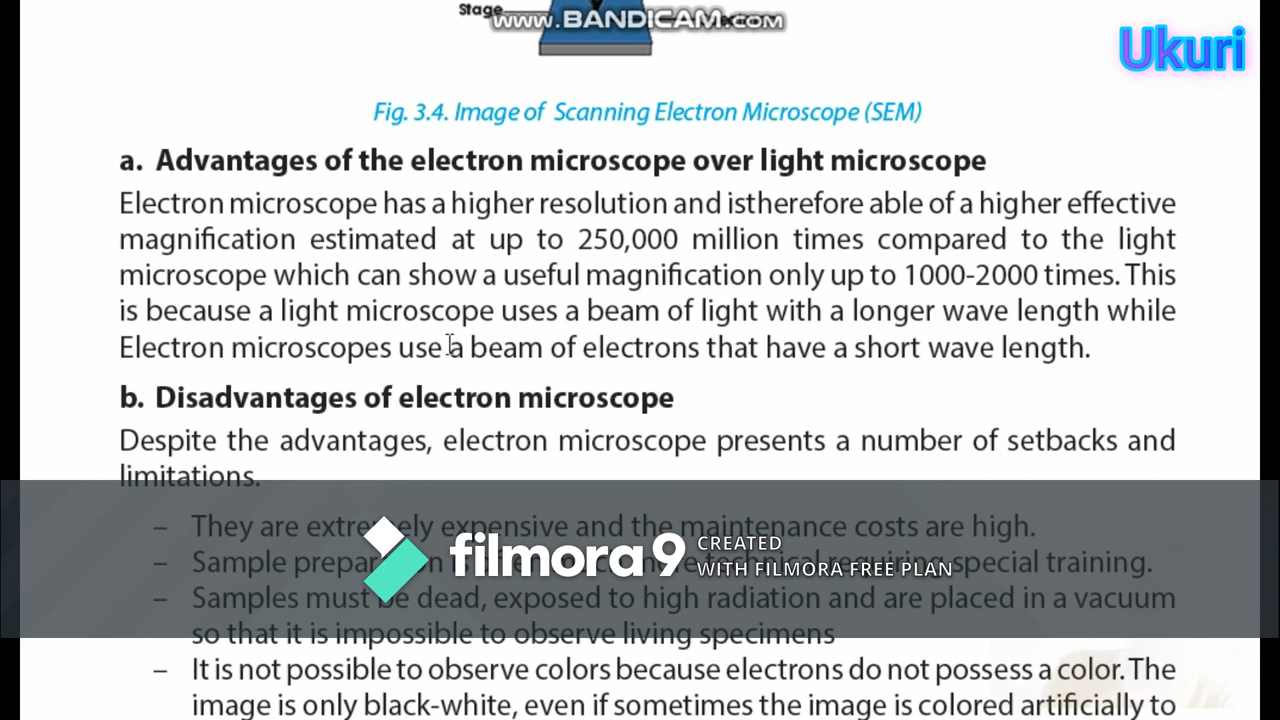 Stage
www.BANDICAM.com
Ukuri
Fig. 3.4. Image of Scanning Electron Microscope (SEM)
a. Advantages of the electron microscope over light microscope
Electron microscope has a higher resolution and istherefore able of a higher effective
magnification estimated at up to 250,000 million times compared to the light
microscope which can show a useful magnification only up to 1000-2000 times. This
is because a light microscope uses a beam of light with a longer wave length while
Electron microscopes use a beam of electrons that have a short wave length.
b. Disadvantages of electron microscope
Despite the advantages, electron microscope presents a number of setbacks and
limitations.
– They are extremely expensive and the maintenance costs are high.
– Sample preparation is technical requiring special training.
– Samples must be dead, exposed to high radiation and are placed in a vacuum
so that it is impossible to observe living specimens
filmora9 CREATED
WITH FILMORA FREE PLAN
– It is not possible to observe colors because electrons do not possess a color. The
image is only black-white, even if sometimes the image is colored artificially to